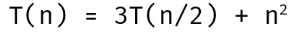 T(n) = 3T(n/2) + n²